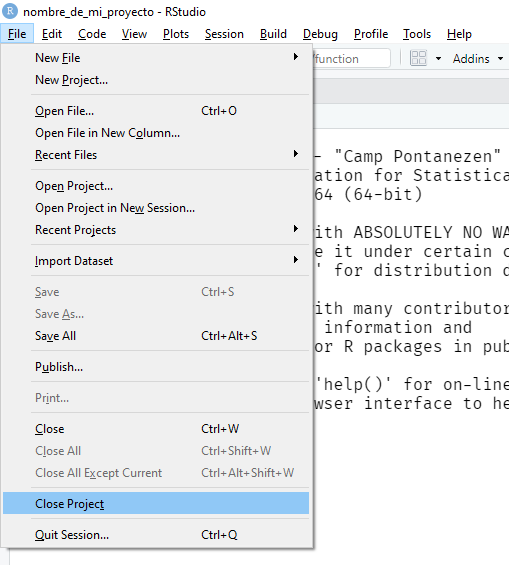 R nombre_de_mi_proyecto - RStudio
File Edit Code View Plots Session Build Debug Profile Tools Help
/function Addins
New File
New Project...
Open File... Ctrl+O
Open File in New Column...
Recent Files
Open Project...
Open Project in New Session...
Recent Projects
Import Dataset
Save Ctrl+S
Save As...
Save All Ctrl+Alt+S
Publish...
Print...
Close Ctrl+W
Close All Ctrl+Shift+W
Close All Except Current Ctrl+Alt+Shift+W
Close Project
Quit Session... Ctrl+Q
- "Camp Pontanezen"
ation for Statistica
64 (64-bit)
ith ABSOLUTELY NO WA
e it under certain c
' for distribution d
ith many contributor
information and
or R packages in pub
'help()' for on-line
wser interface to he